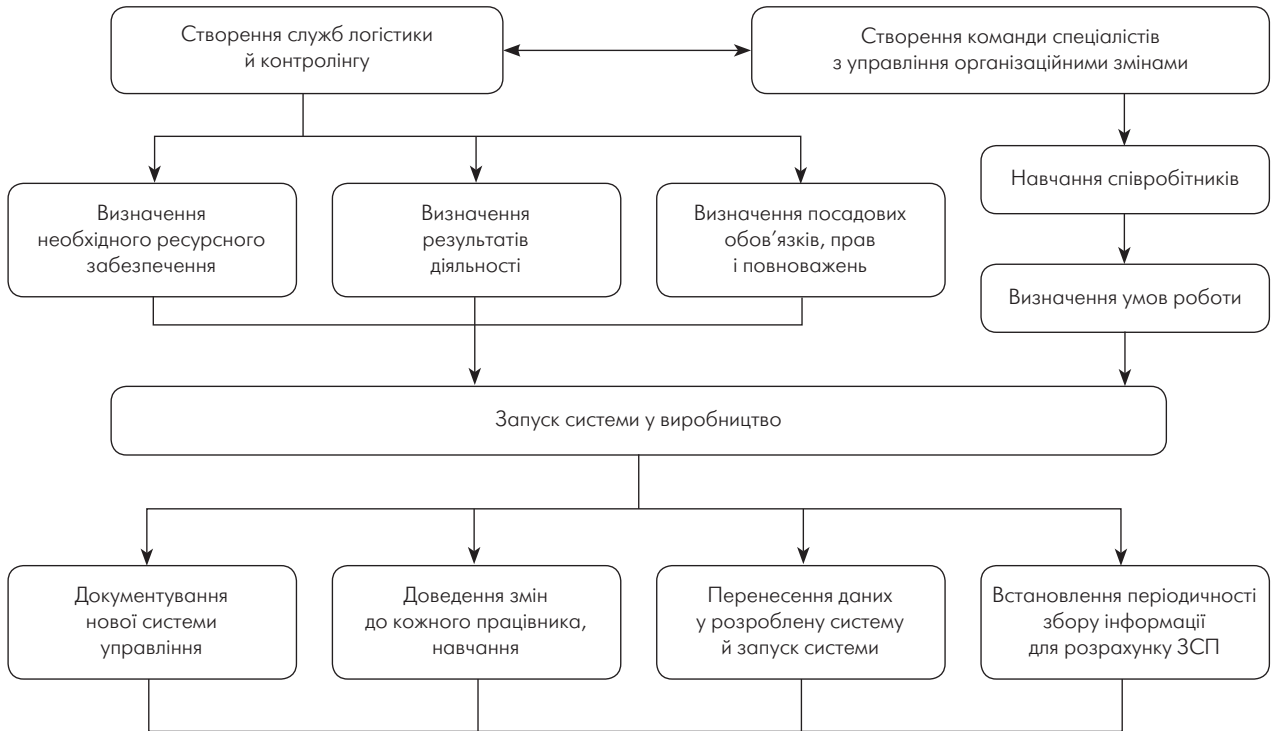 Створення служб логістики
й контролінгу
Створення команди спеціалістів
з управління організаційними змінами
Визначення
необхідного ресурсного
забезпечення
Визначення
результатів
діяльності
Визначення посадових
обов’язків, прав
і повноважень
Навчання співробітників
Визначення умов роботи
Запуск системи у виробництво
Документування
нової системи
управління
Доведення змін
до кожного працівника,
навчання
Перенесення даних
у розроблену систему
й запуск системи
Встановлення періодичності
збору інформації
для розрахунку ЗСП